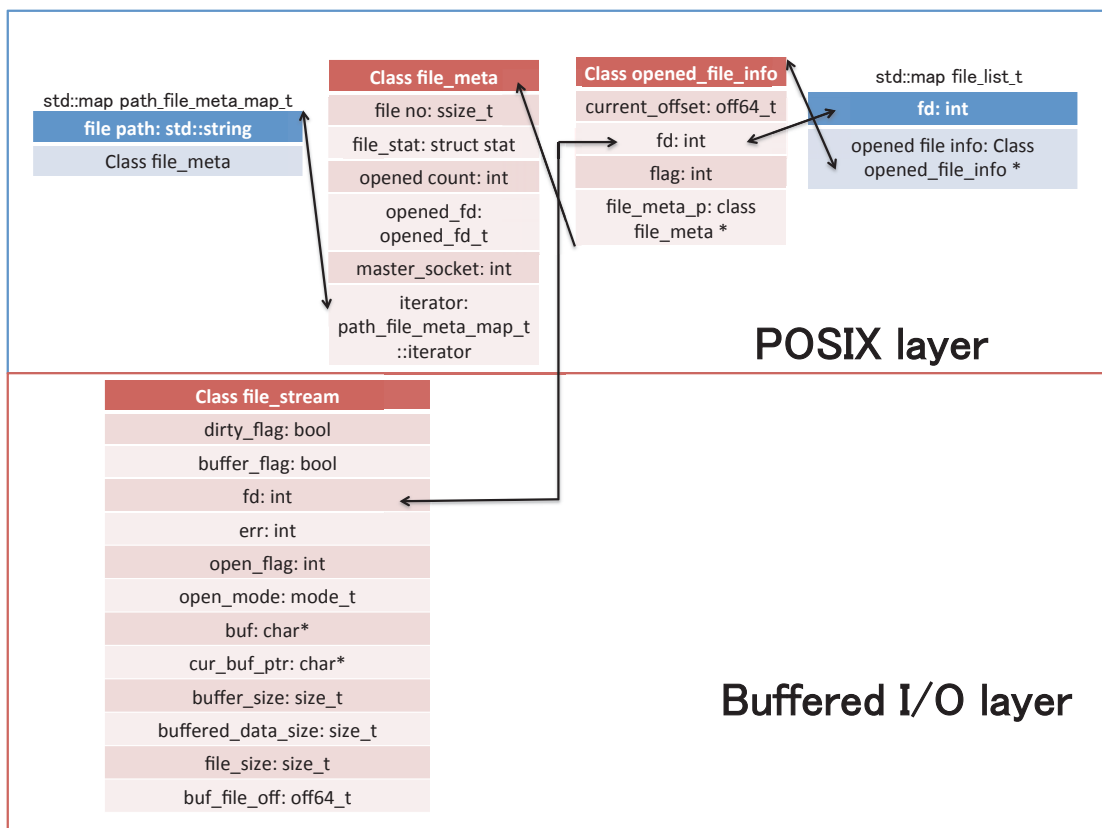 std::map path_file_meta_map_t
file path: std::string
Class file_meta
Class file_meta
file no: ssize_t
file_stat: struct stat
opened count: int
opened_fd:
opened_fd_t
master_socket: int
iterator:
path_file_meta_map_t
::iterator
Class opened_file_info
current_offset: off64_t
fd: int
flag: int
file_meta_p: class
file_meta *
std::map file_list_t
fd: int
opened file info: Class
opened_file_info *
POSIX layer
Class file_stream
dirty_flag: bool
buffer_flag: bool
fd: int
err: int
open_flag: int
open_mode: mode_t
buf: char*
cur_buf_ptr: char*
buffer_size: size_t
buffered_data_size: size_t
file_size: size_t
buf_file_off: off64_t
Buffered I/O layer